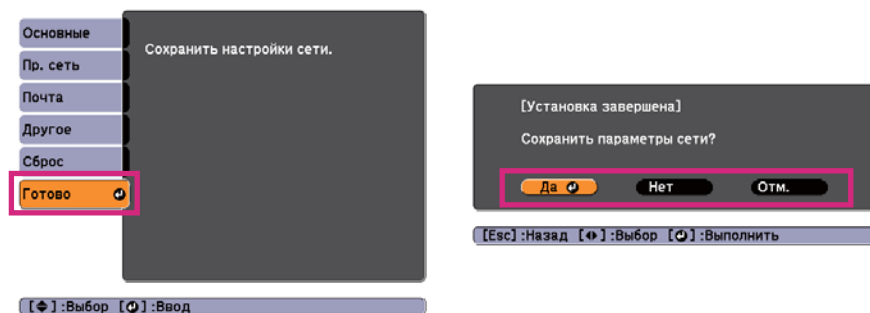 Основные
Пр. сеть
Почта
Другое
Сброс
Готово
Сохранить настройки сети.
[ ] :Выбор [ ] :Ввод
[Установка завершена]
Сохранить параметры сети?
Да Нет Отм.
[Esc] :Назад [ ] :Выбор [ ] :Выполнить